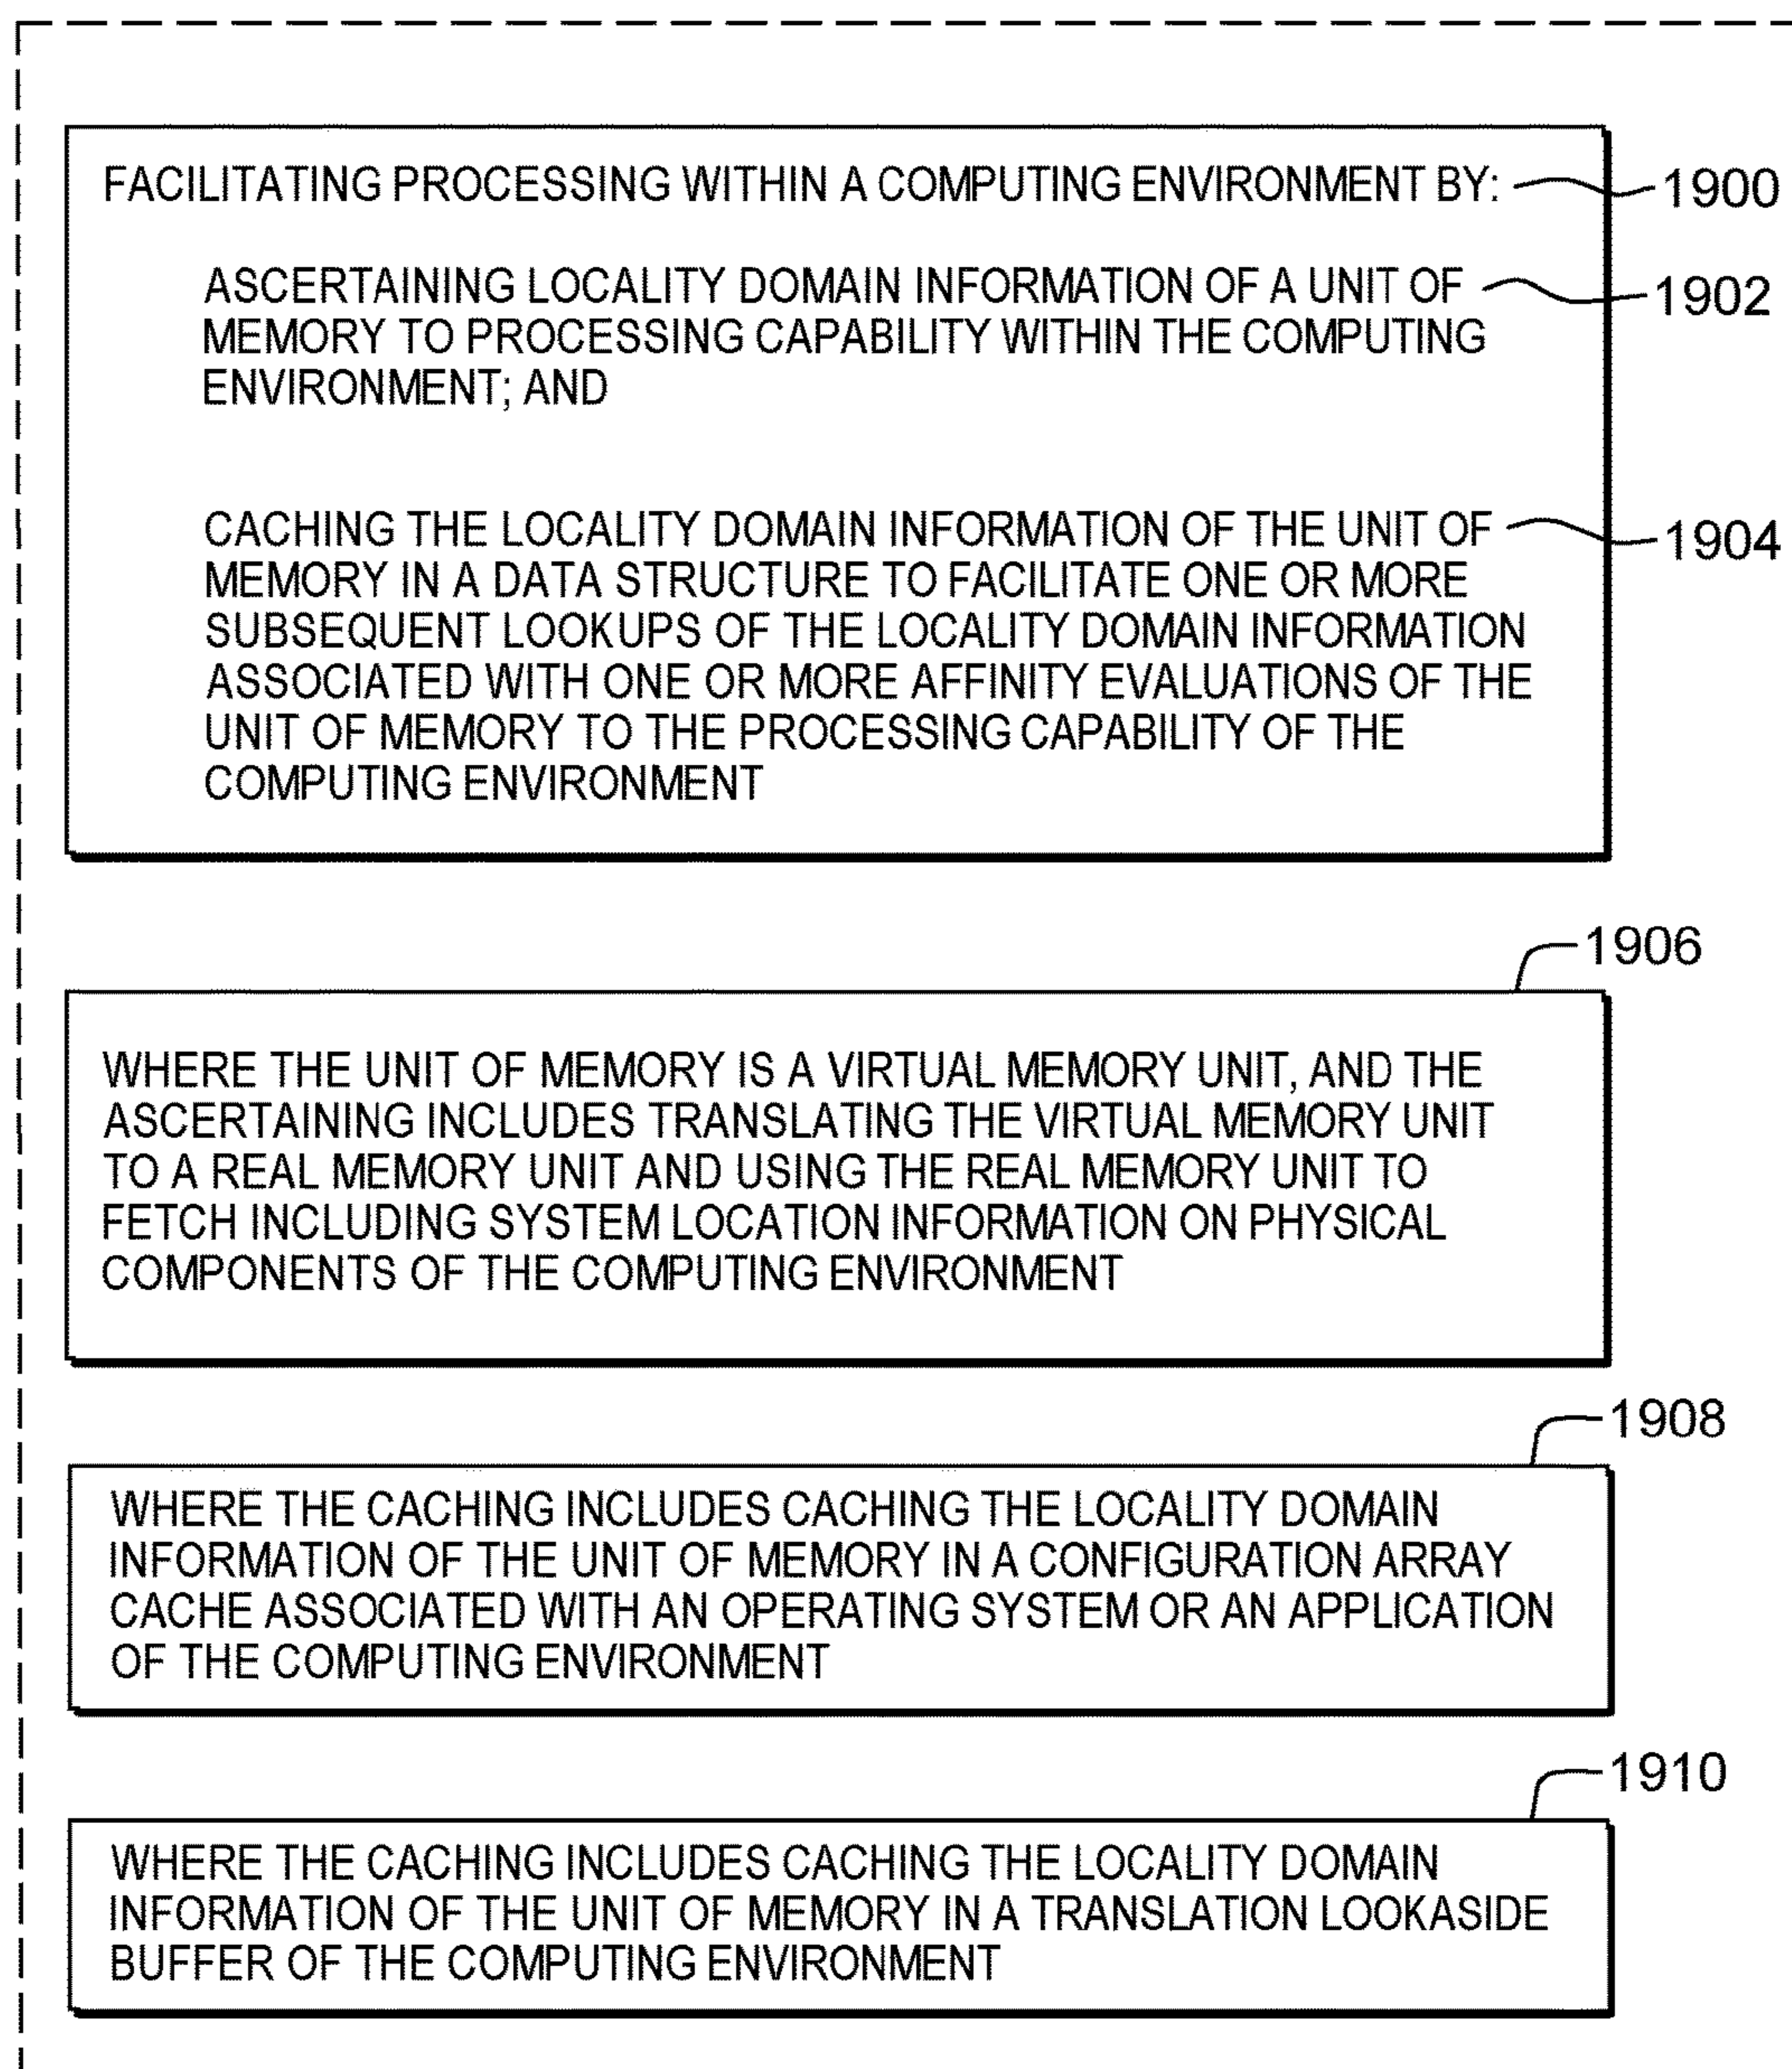 FACILITATING PROCESSING WITHIN A COMPUTING ENVIRONMENT BY: 1900
ASCERTAINING LOCALITY DOMAIN INFORMATION OF A UNIT OF 1902
MEMORY TO PROCESSING CAPABILITY WITHIN THE COMPUTING
ENVIRONMENT; AND
CACHING THE LOCALITY DOMAIN INFORMATION OF THE UNIT OF 1904
MEMORY IN A DATA STRUCTURE TO FACILITATE ONE OR MORE
SUBSEQUENT LOOKUPS OF THE LOCALITY DOMAIN INFORMATION
ASSOCIATED WITH ONE OR MORE AFFINITY EVALUATIONS OF THE
UNIT OF MEMORY TO THE PROCESSING CAPABILITY OF THE
COMPUTING ENVIRONMENT
1906
WHERE THE UNIT OF MEMORY IS A VIRTUAL MEMORY UNIT, AND THE
ASCERTAINING INCLUDES TRANSLATING THE VIRTUAL MEMORY UNIT
TO A REAL MEMORY UNIT AND USING THE REAL MEMORY UNIT TO
FETCH INCLUDING SYSTEM LOCATION INFORMATION ON PHYSICAL
COMPONENTS OF THE COMPUTING ENVIRONMENT
1908
WHERE THE CACHING INCLUDES CACHING THE LOCALITY DOMAIN
INFORMATION OF THE UNIT OF MEMORY IN A CONFIGURATION ARRAY
CACHE ASSOCIATED WITH AN OPERATING SYSTEM OR AN APPLICATION
OF THE COMPUTING ENVIRONMENT
1910
WHERE THE CACHING INCLUDES CACHING THE LOCALITY DOMAIN
INFORMATION OF THE UNIT OF MEMORY IN A TRANSLATION LOOKASIDE
BUFFER OF THE COMPUTING ENVIRONMENT